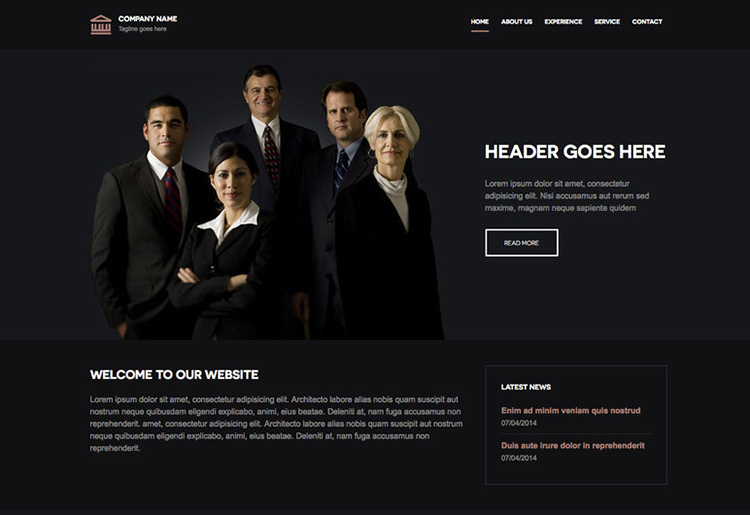 COMPANY NAME
Tagline goes here
HOME ABOUT US EXPERIENCE SERVICE CONTACT
HEADER GOES HERE
Lorem ipsum dolor sit amet, consectetur
adipisicing elit. Nisi accusamus aut rerum sed
maxime, magnam neque sapiente quidem
READ MORE
WELCOME TO OUR WEBSITE
Lorem ipsum dolor sit amet, consectetur adipisicing elit. Architecto labore alias nobis quam suscipit aut
nostrum neque quibusdam eligendi explicabo, animi, eius beatae. Deleniti at, nam fuga accusamus non
reprehenderit. amet, consectetur adipisicing elit. Architecto labore alias nobis quam suscipit aut nostrum
neque quibusdam eligendi explicabo, animi, eius beatae. Deleniti at, nam fuga accusamus non
reprehenderit.
LATEST NEWS
Enim ad minim veniam quis nostrud
07/04/2014
Duis aute irure dolor in reprehenderit
07/04/2014